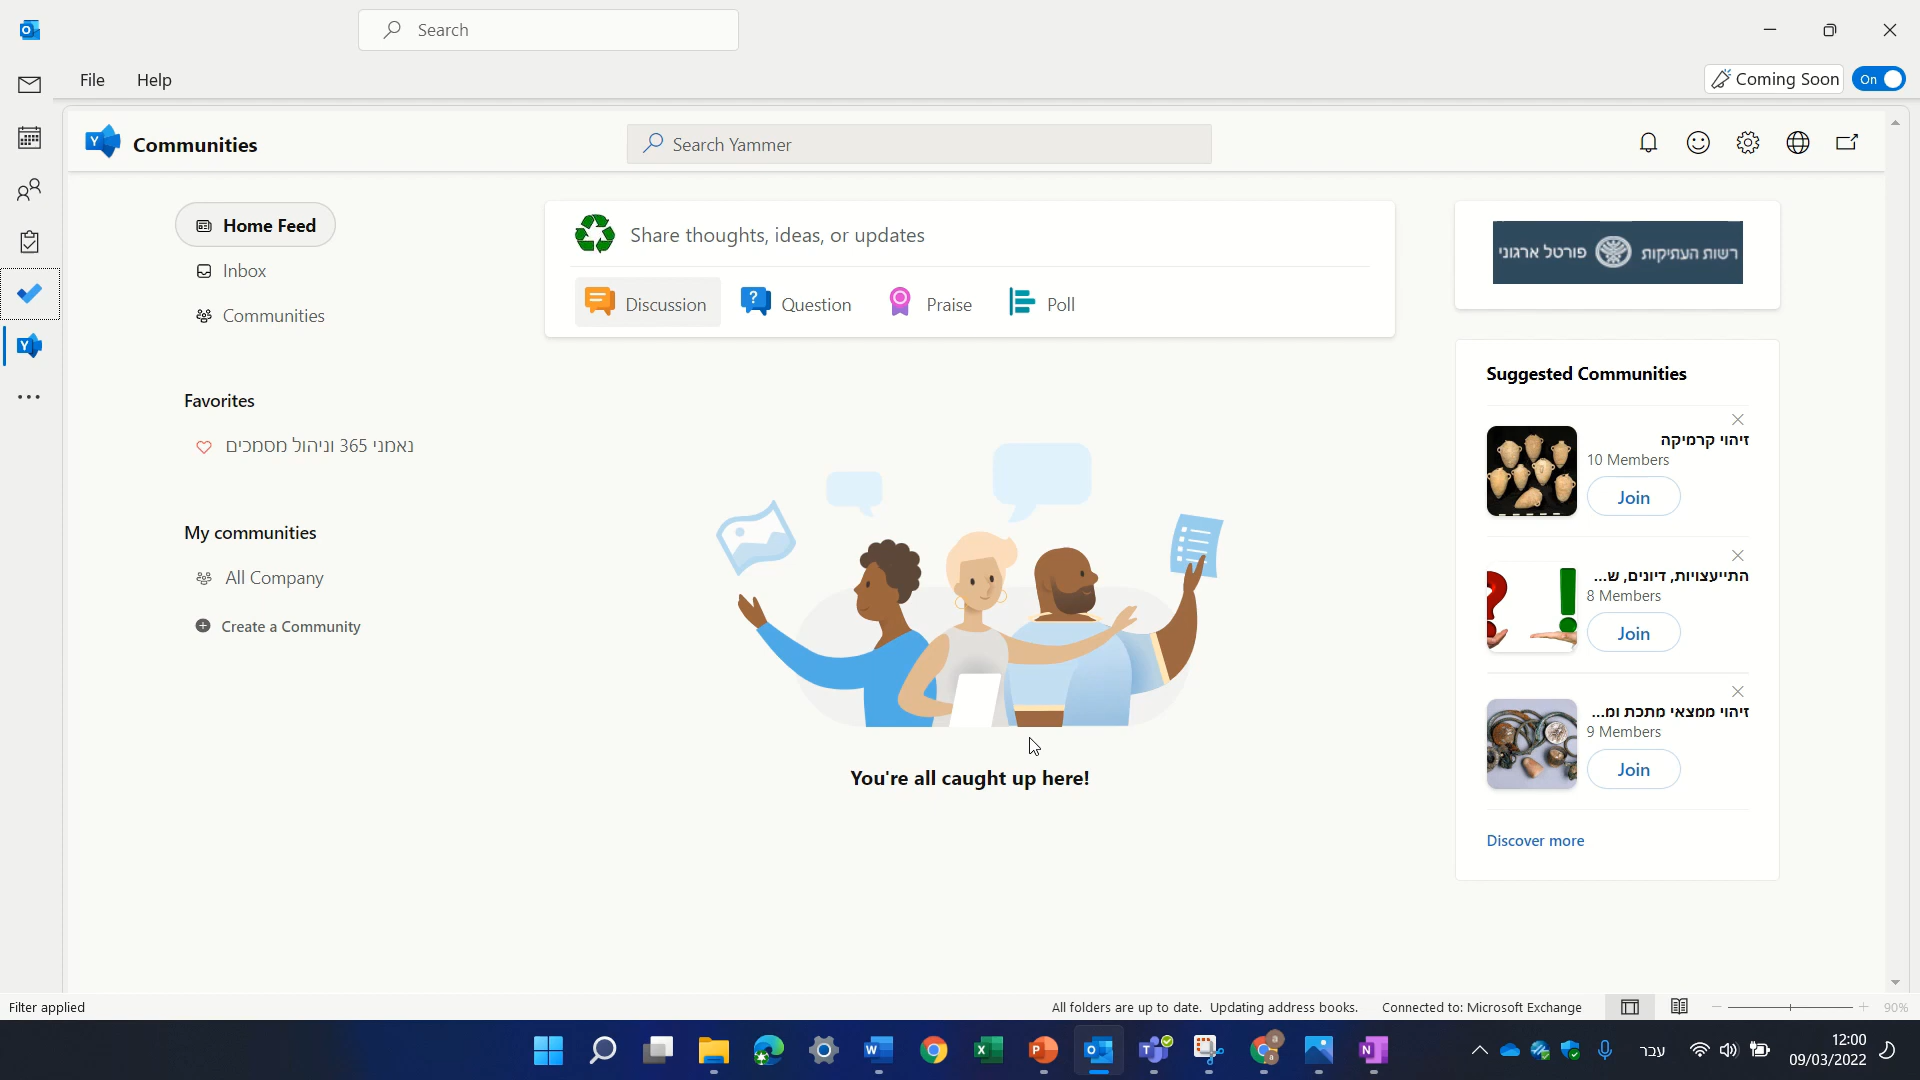 Search
File
Help
Coming Soon
On
Communities
Search Yammer
Home Feed
Inbox
Communities
Favorites
נאמני 365 וניהול מסמכים
My communities
All Company
Create a Community
Share thoughts, ideas, or updates
Discussion
Question
Praise
Poll
You're all caught up here!
רשות העתיקות פורטל ארגוני
Suggested Communities
זיהוי קרמיקה
10 Members
Join
התייעצויות, דיונים, ש...
8 Members
Join
זיהוי ממצאי מתכת ומ...
9 Members
Join
Discover more
Filter applied
All folders are up to date. Updating address books.
Connected to: Microsoft Exchange
90%
עבר
12:00
09/03/2022